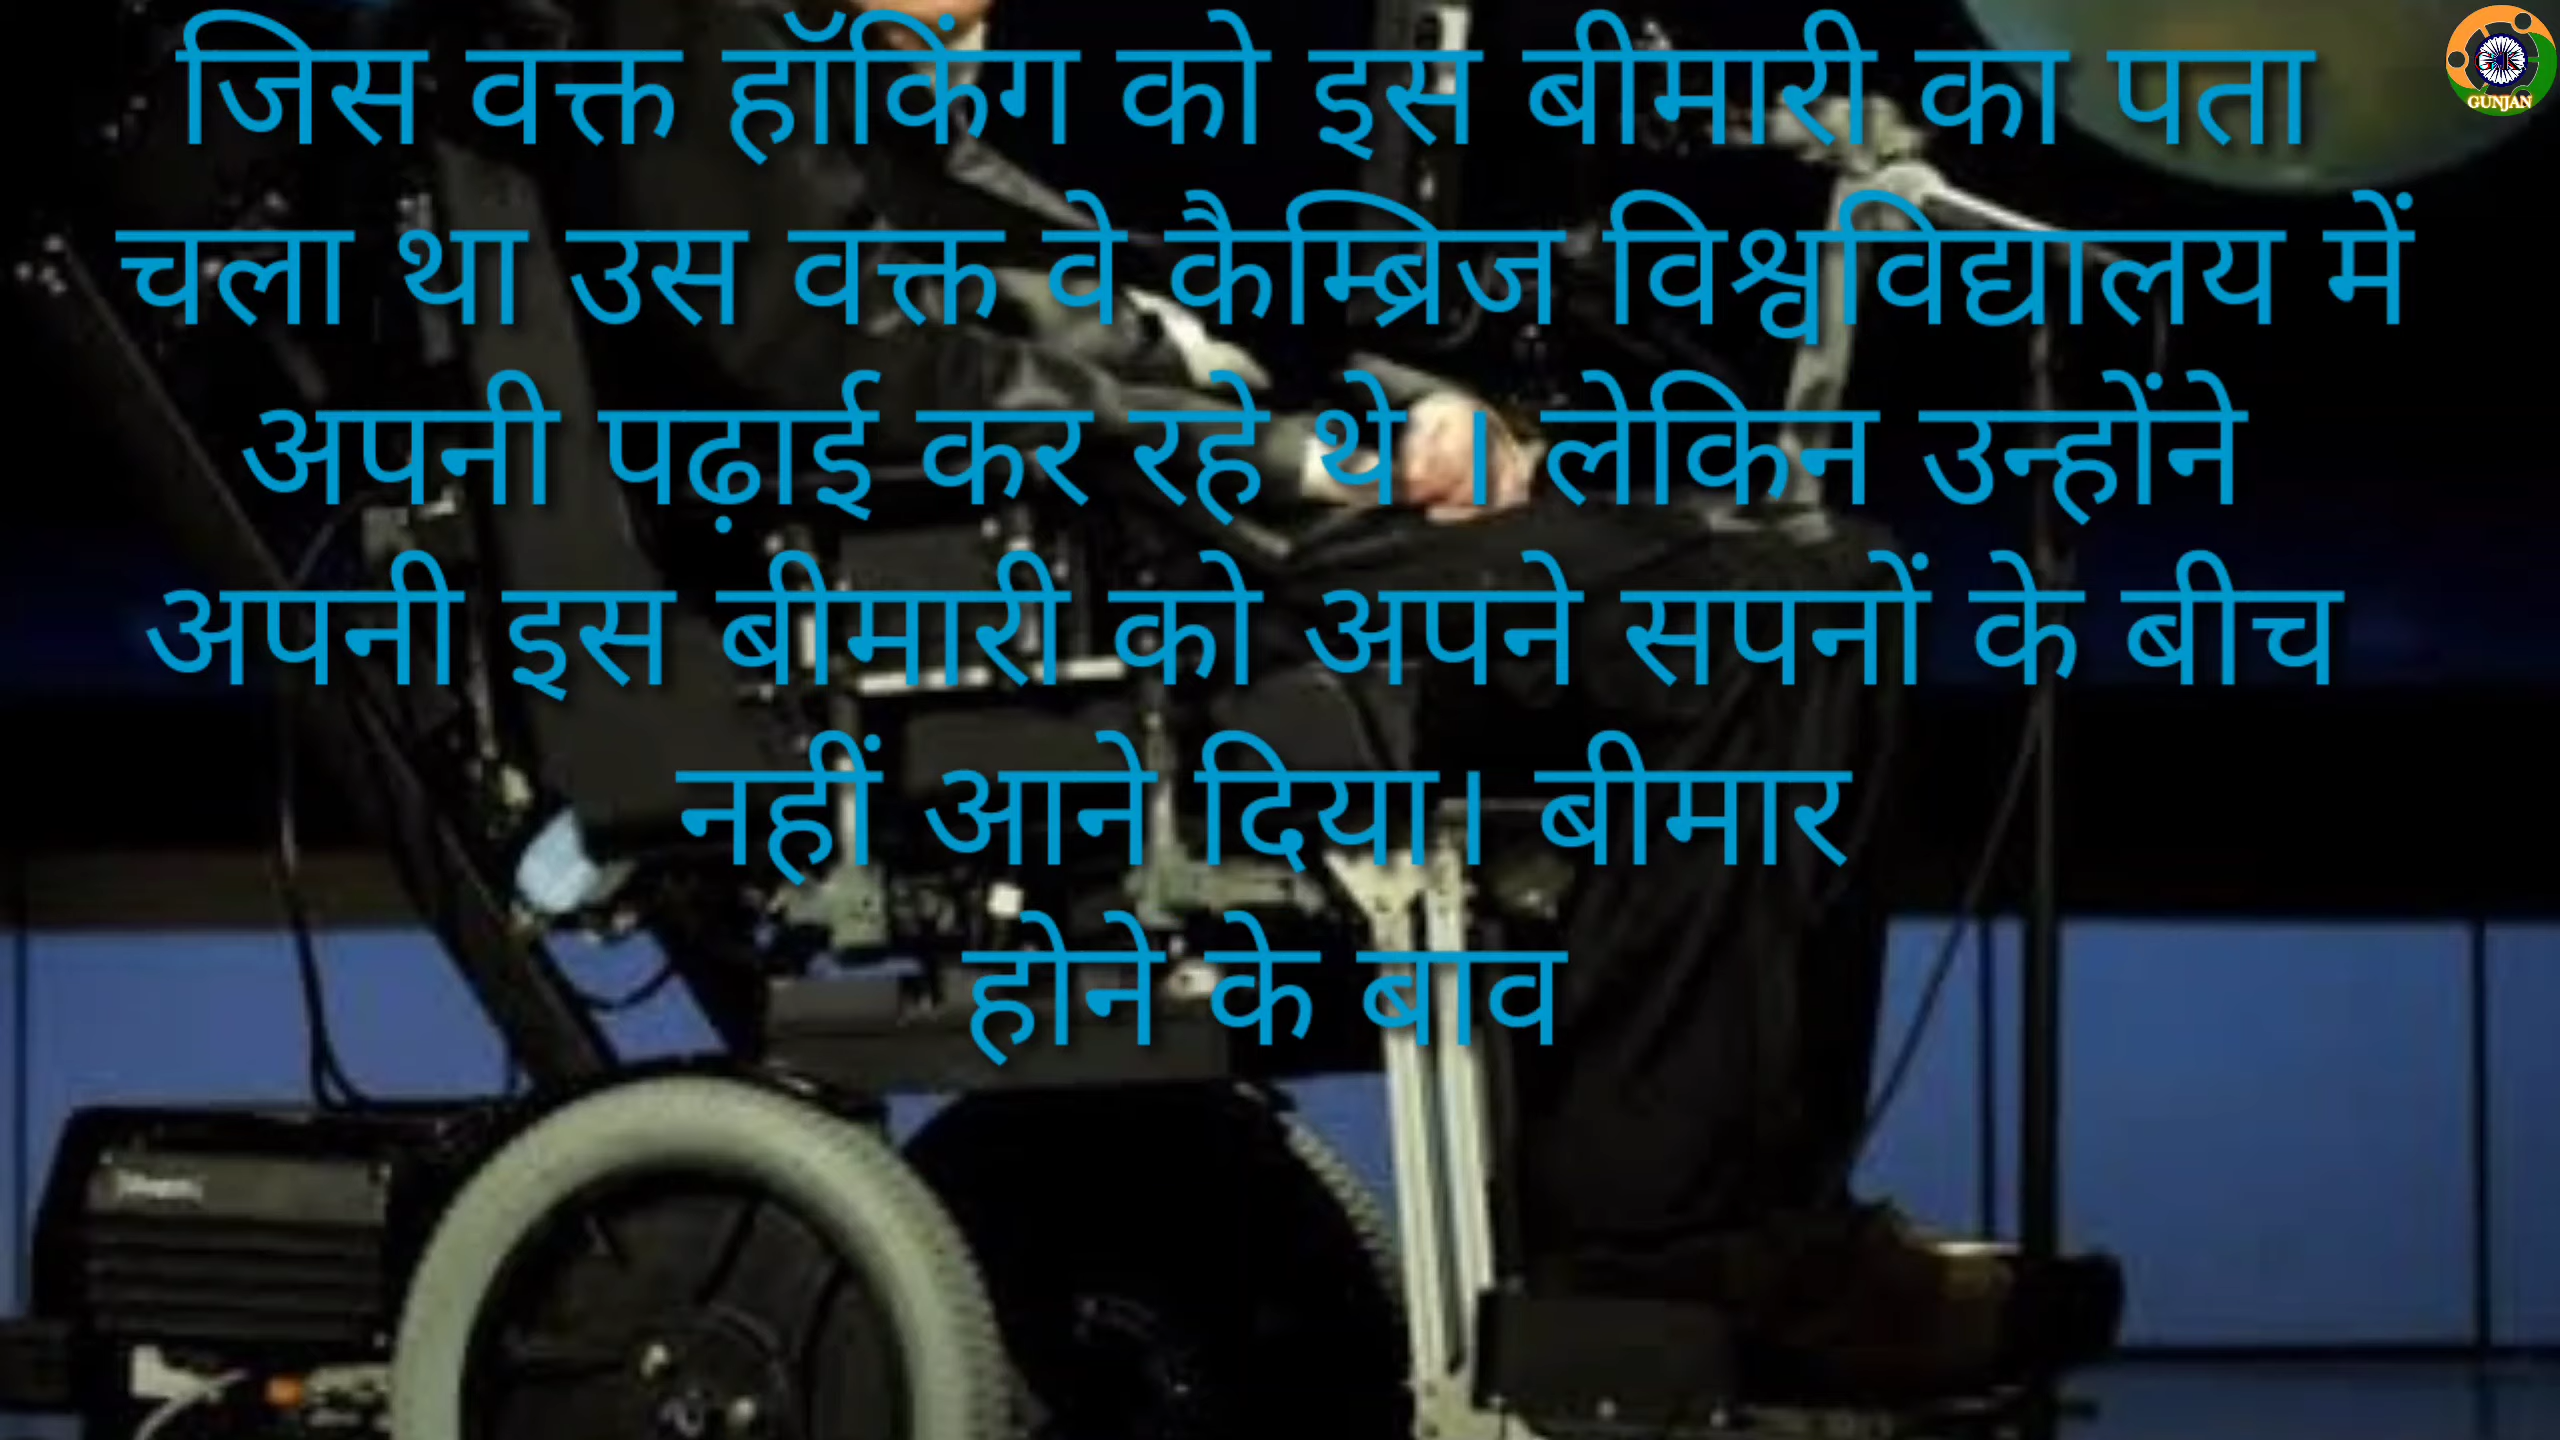 जिस वक्त हॉकिंग को इस बीमारी का पता
चला था उस वक्त वे कैम्ब्रिज विश्वविद्यालय में
अपनी पढ़ाई कर रहे थे । लेकिन उन्होंने
अपनी इस बीमारी को अपने सपनों के बीच
नहीं आने दिया। बीमार
होने के बाव
GUNJAN